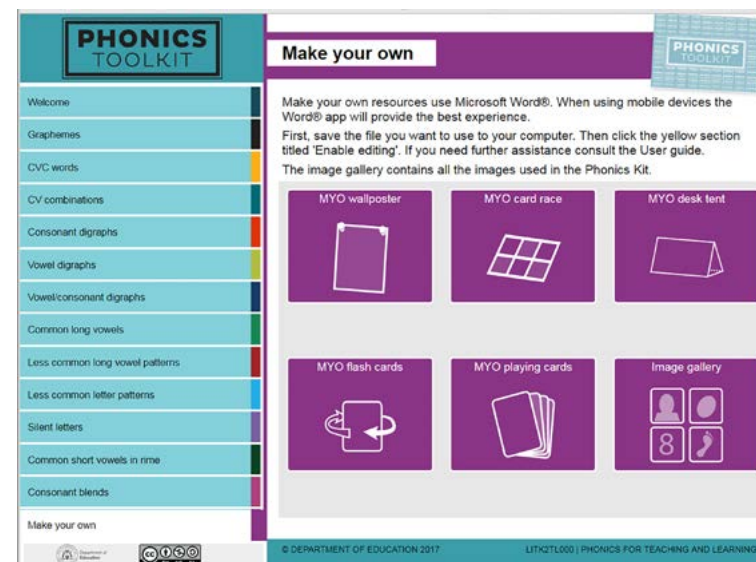 PHONICS
TOOLKIT
Welcome
Graphemes
CVC words
CV combinations
Consonant digraphs
Vowel digraphs
Vowel/consonant digraphs
Common long vowels
Less common long vowel patterns
Less common letter patterns
Silent letters
Common short vowels in rime
Consonant blends
Make your own
Department of
Education
cc
Make your own
PHONICS
TOOLKIT
Make your own resources use Microsoft Word®. When using mobile devices the
Word® app will provide the best experience.
First, save the file you want to use to your computer. Then click the yellow section
titled 'Enable editing'. If you need further assistance consult the User guide.
The image gallery contains all the images used in the Phonics Kit.
MYO wallposter
MYO card race
MYO desk tent
MYO flash cards
MYO playing cards
Image gallery
8
© DEPARTMENT OF EDUCATION 2017
LITK2TL000 | PHONICS FOR TEACHING AND LEARNING